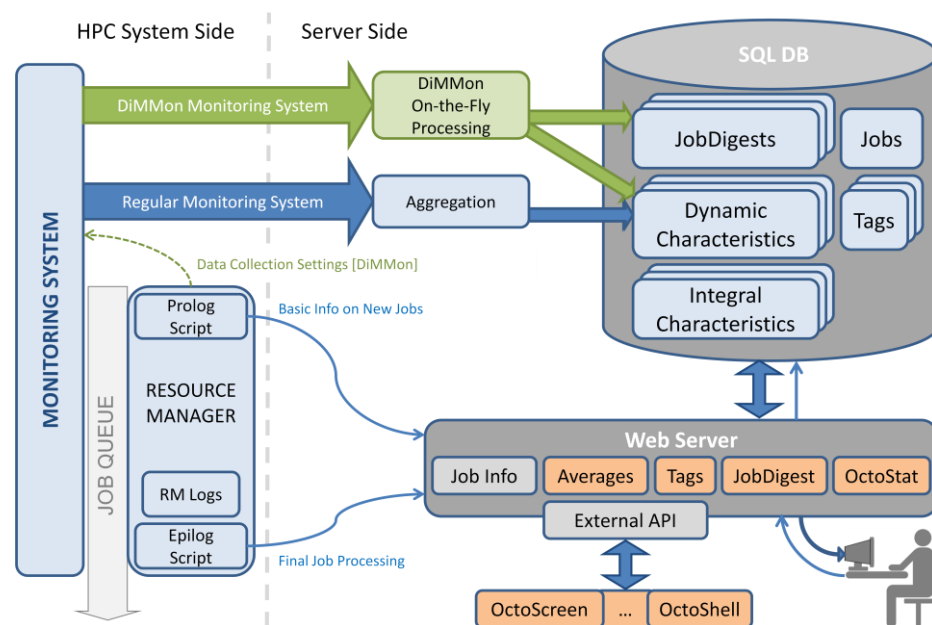 HPC System Side
Server Side
SQL DB
DiMMon Monitoring System
DiMMon
On-the-Fly
Processing
JobDigests
Jobs
Regular Monitoring System
Aggregation
Dynamic
Characteristics
Tags
Data Collection Settings [DiMMon]
Integral
Characteristics
MONITORING SYSTEM
JOB QUEUE
Prolog
Script
Basic Info on New Jobs
RESOURCE
MANAGER
RM Logs
Epilog
Script
Final Job Processing
Web Server
Job Info
Averages
Tags
JobDigest
OctoStat
External API
OctoScreen
...
OctoShell